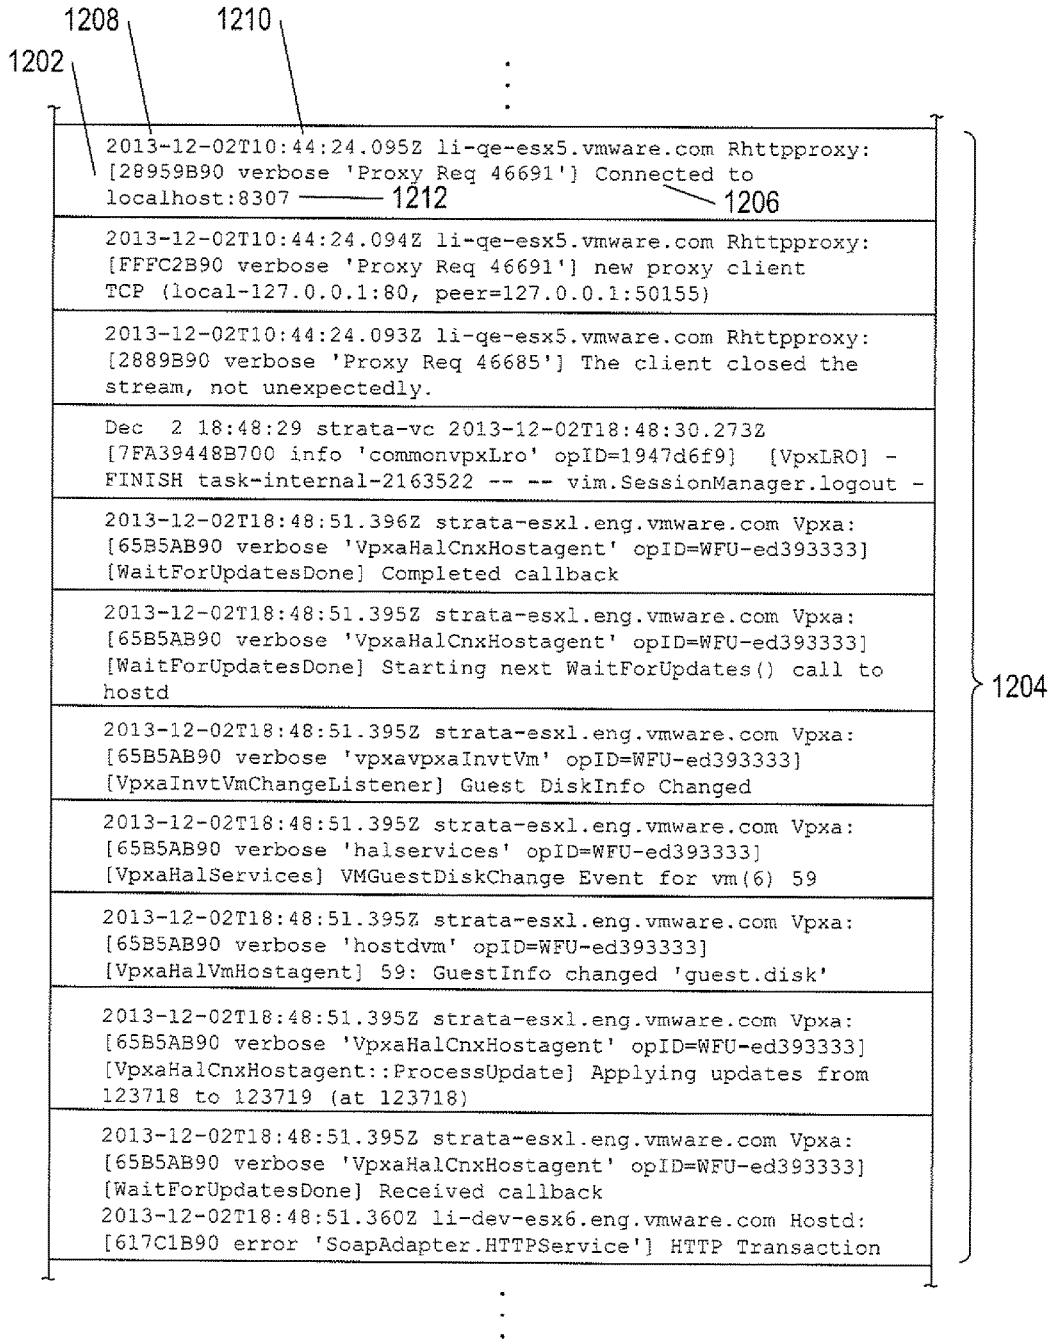 1208
1210
1202
2013-12-02T10:44:24.095Z li-qe-esx5.vmware.com Rhttpproxy:
[28959B90 verbose 'Proxy Req 46691'] Connected to
localhost:8307
1212
1206
2013-12-02T10:44:24.094Z li-qe-esx5.vmware.com Rhttpproxy:
[FFFC2B90 verbose 'Proxy Req 46691'] new proxy client
TCP (local-127.0.0.1:80, peer=127.0.0.1:50155)
2013-12-02T10:44:24.093Z li-qe-esx5.vmware.com Rhttpproxy:
[2889B90 verbose 'Proxy Req 46685'] The client closed the
stream, not unexpectedly.
Dec  2 18:48:29 strata-vc 2013-12-02T18:48:30.273Z
[7FA39448B700 info 'commonvpxLro' opID=1947d6f9]  [VpxLRO] -
FINISH task-internal-2163522 -- -- vim.SessionManager.logout -
2013-12-02T18:48:51.396Z strata-esxl.eng.vmware.com Vpxa:
[65B5AB90 verbose 'VpxaHalCnxHostagent' opID=WFU-ed393333]
[WaitForUpdatesDone] Completed callback
2013-12-02T18:48:51.395Z strata-esxl.eng.vmware.com Vpxa:
[65B5AB90 verbose 'VpxaHalCnxHostagent' opID=WFU-ed393333]
[WaitForUpdatesDone] Starting next WaitForUpdates() call to
hostd
1204
2013-12-02T18:48:51.395Z strata-esxl.eng.vmware.com Vpxa:
[65B5AB90 verbose 'vpxavpxaInvtVm' opID=WFU-ed393333]
[VpxaInvtVmChangeListener] Guest DiskInfo Changed
2013-12-02T18:48:51.395Z strata-esxl.eng.vmware.com Vpxa:
[65B5AB90 verbose 'halservices' opID=WFU-ed393333]
[VpxaHalServices] VMGuestDiskChange Event for vm(6) 59
2013-12-02T18:48:51.395Z strata-esxl.eng.vmware.com Vpxa:
[65B5AB90 verbose 'hostdvm' opID=WFU-ed393333]
[VpxaHalVmHostagent] 59: GuestInfo changed 'guest.disk'
2013-12-02T18:48:51.395Z strata-esxl.eng.vmware.com Vpxa:
[65B5AB90 verbose 'VpxaHalCnxHostagent' opID=WFU-ed393333]
[VpxaHalCnxHostagent::ProcessUpdate] Applying updates from
123718 to 123719 (at 123718)
2013-12-02T18:48:51.395Z strata-esxl.eng.vmware.com Vpxa:
[65B5AB90 verbose 'VpxaHalCnxHostagent' opID=WFU-ed393333]
[WaitForUpdatesDone] Received callback
2013-12-02T18:48:51.360Z li-dev-esx6.eng.vmware.com Hostd:
[617C1B90 error 'SoapAdapter.HTTPService'] HTTP Transaction